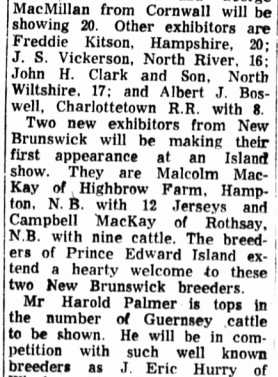 MacMillan from Cornwall will be
showing 20. Other exhibitors are
Freddie Kitson, Hampshire, 20;
J. S. Vickerson, North River, 16;
John H. Clark and Son, North
Wiltshire, 17; and Albert J. Bos-
well, Charlottetown R.R. with 8.
Two new exhibitors from New
Brunswick will be making their
first appearance at an Island
show. They are Malcolm Mac-
Kay of Highbrow Farm, Hamp-
ton, N. B. with 12 Jerseys and
Campbell MacKay of Rothsay,
N.B. with nine cattle. The breed-
ers of Prince Edward Island ex-
tend a hearty welcome to these
two New Brunswick breeders.
Mr Harold Palmer is tops in
the number of Guernsey cattle
to be shown. He will be in com-
petition with such well known
breeders as J. Eric Hurry of